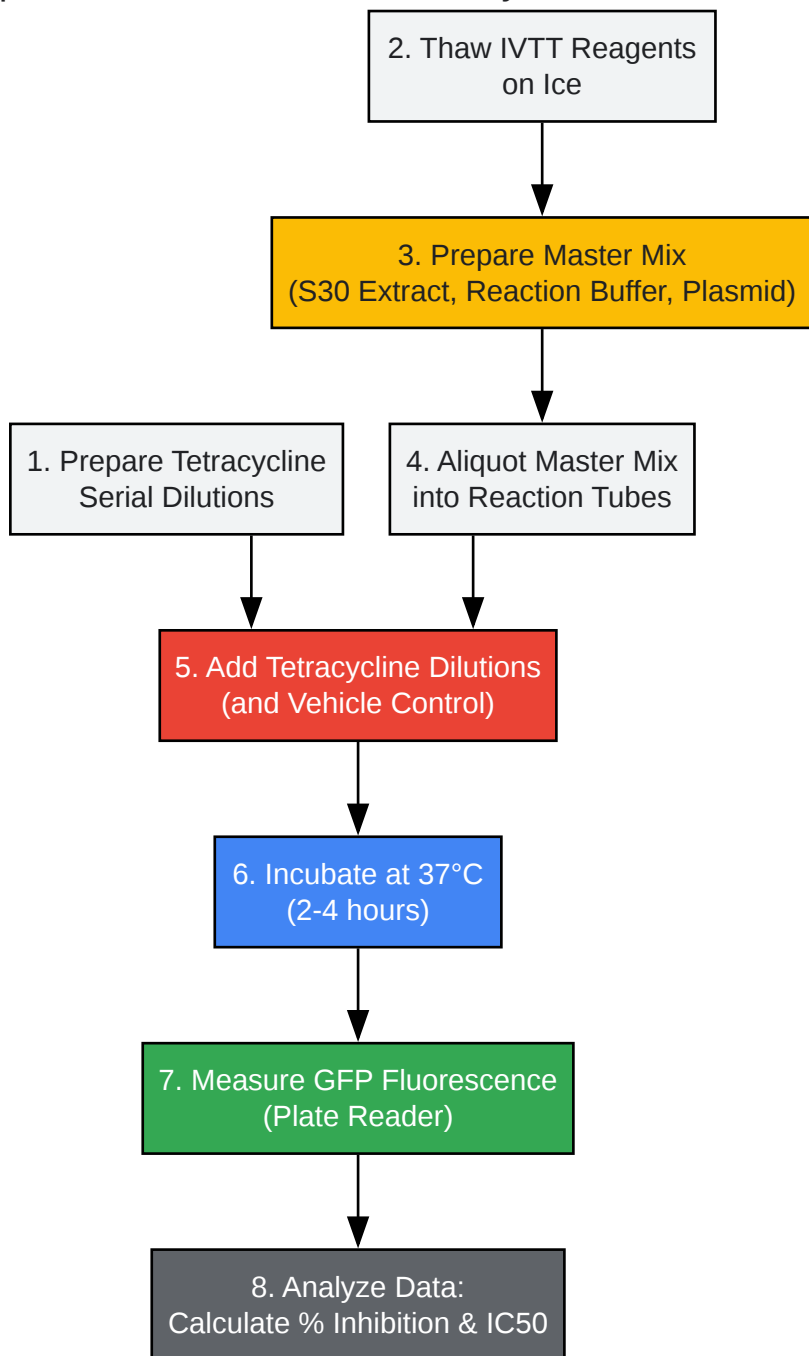 2. Thaw IVTT Reagents
on Ice
3. Prepare Master Mix
(S30 Extract, Reaction Buffer, Plasmid)
1. Prepare Tetracycline
Serial Dilutions
4. Aliquot Master Mix
into Reaction Tubes
5. Add Tetracycline Dilutions
(and Vehicle Control)
6. Incubate at 37°C
(2-4 hours)
7. Measure GFP Fluorescence
(Plate Reader)
8. Analyze Data:
Calculate % Inhibition & IC50